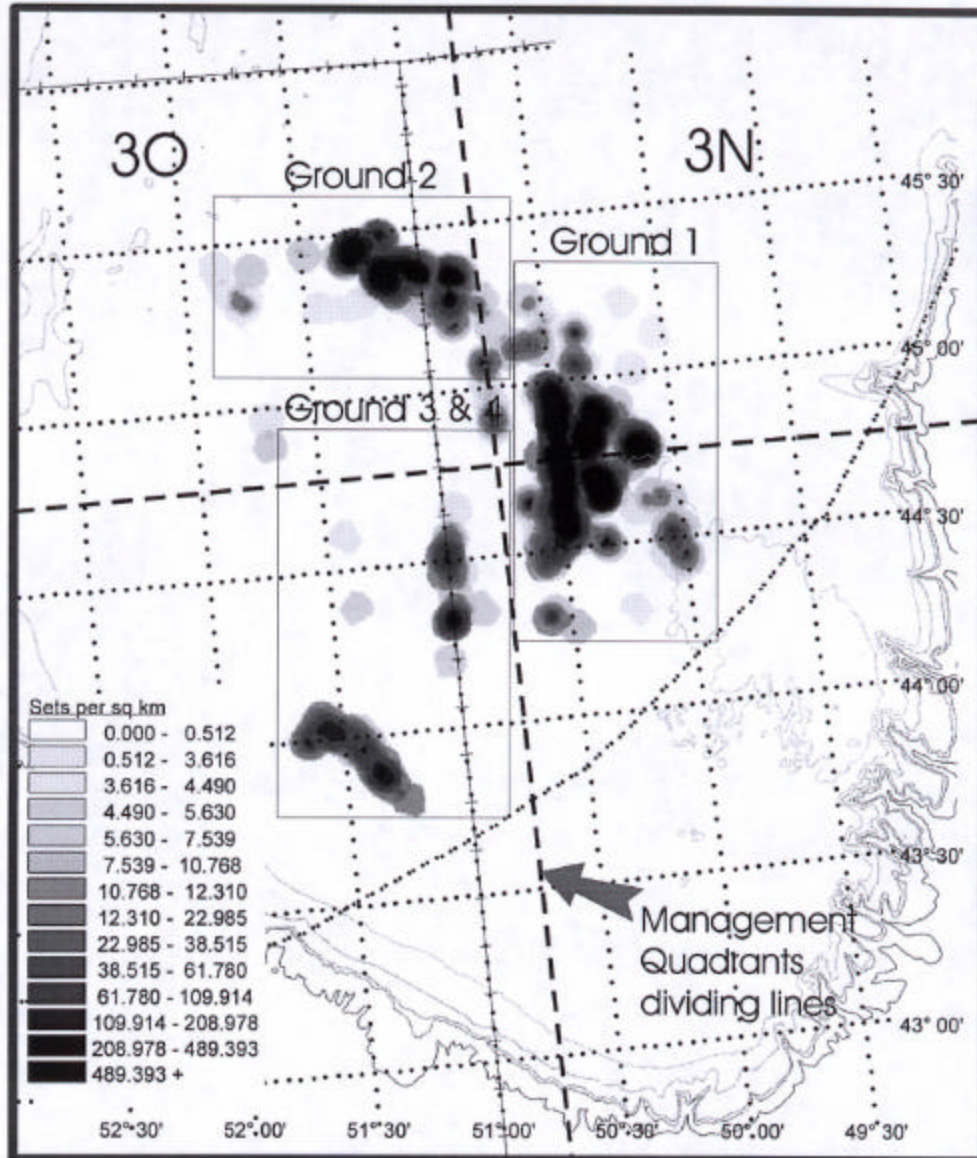 3O
3N
Ground 2
Ground 1
Ground 3 & 4
45° 30'
45° 00'
44° 30'
44° 00'
43° 30'
43° 00'
Management
Quadrants
dividing lines
Sets per sq km
0.000 - 0.512
0.512 - 3.616
3.616 - 4.490
4.490 - 5.630
5.630 - 7.539
7.539 - 10.768
10.768 - 12.310
12.310 - 22.985
22.985 - 38.515
38.515 - 61.780
61.780 - 109.914
109.914 - 208.978
208.978 - 489.393
489.393 +
52°30'
52°00'
51°30'
51°00'
50°30'
50°00'
49°30'